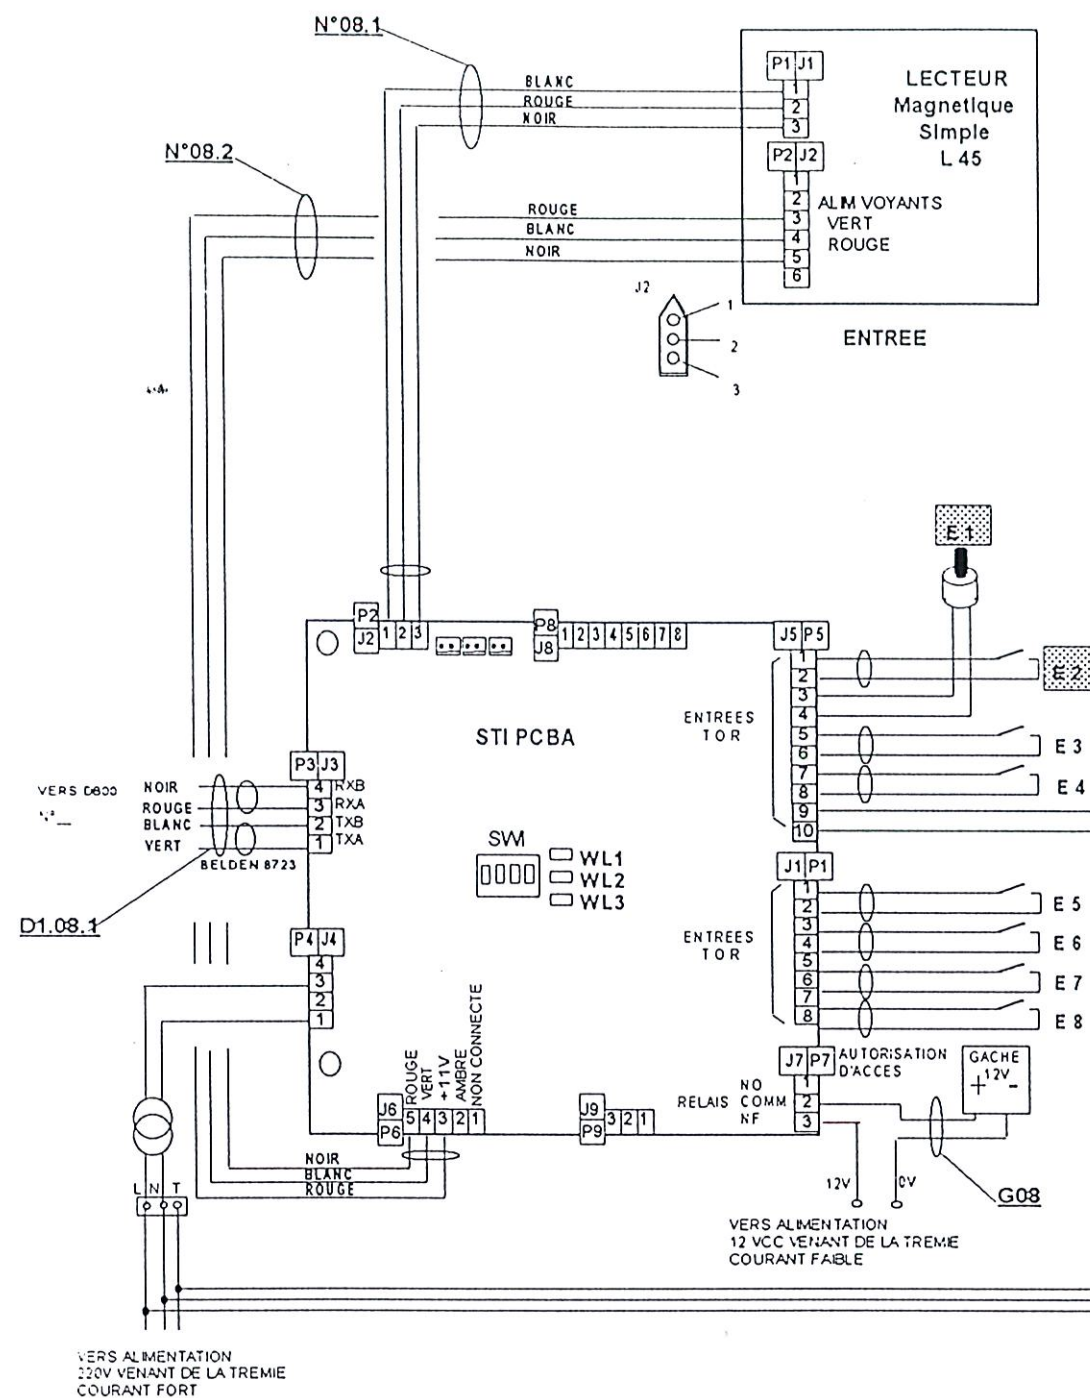 N°08.1
P1 J1
1
2
3
BLANC
ROUGE
NOIR
LECTEUR
Magnetique
Simple
L 45
N°08.2
P2 J2
1
2
3
4
5
6
ALIM VOYANTS
VERT
ROUGE
ROUGE
BLANC
NOIR
J2
1
2
3
ENTREE
E 1
P2
J2
1 2 3
P8
J8
1 2 3 4 5 6 7 8
J5 P5
1
2
3
4
5
6
7
8
9
10
E 2
E 3
E 4
ENTREES
TOR
STI PCBA
P3 J3
4 RXB
3 RXA
2 TXB
1 TXA
VERS D600
NOIR
ROUGE
BLANC
VERT
BELDEN 8723
D1.08.1
SWI
WL1
WL2
WL3
J1 P1
1
2
3
4
5
6
7
8
ENTREES
TOR
E 5
E 6
E 7
E 8
P4 J4
4
3
2
1
ROUGE
VERT
+11V
AMBRE
NON CONNECTE
J6
P6
5 4 3 2 1
J9
P9
3 2 1
J7 P7
1
2
3
AUTORISATION
D'ACCES
NO
RELAIS COMM
NF
GACHE
12V
+ -
NOIR
BLANC
ROUGE
L N T
12V
0V
G08
VERS ALIMENTATION
12 VCC VENANT DE LA TREMIE
COURANT FAIBLE
VERS ALIMENTATION
220V VENANT DE LA TREMIE
COURANT FORT